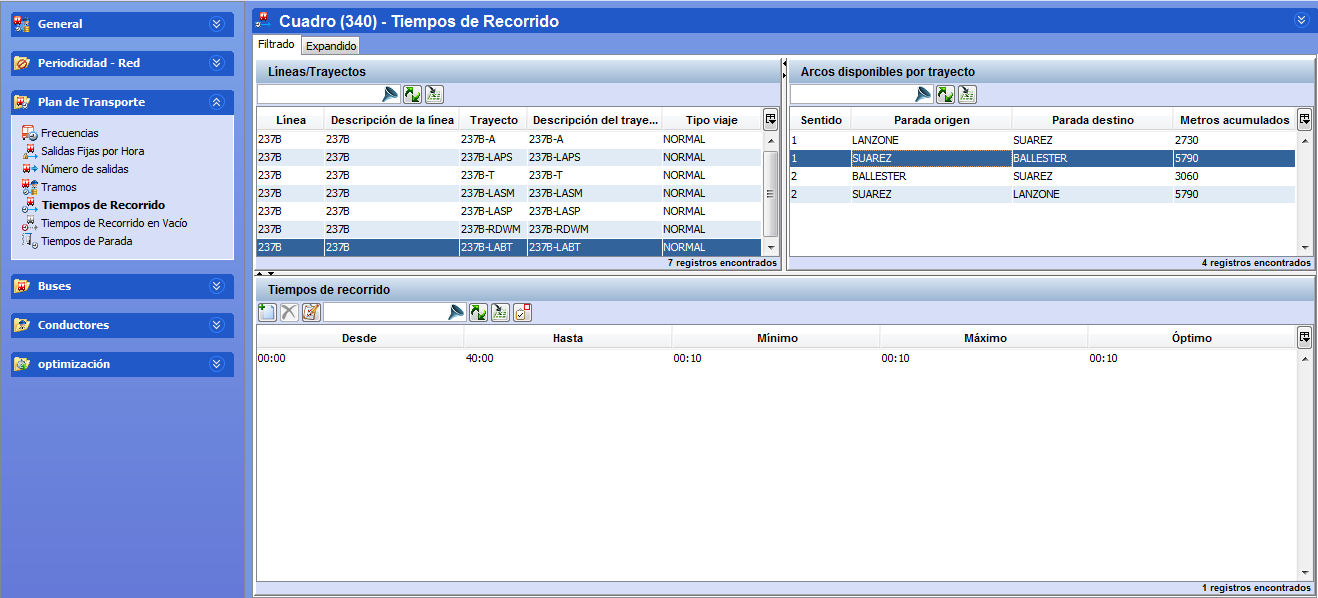 General
Periodicidad - Red
Plan de Transporte
Frecuencias
Salidas Fijas por Hora
Número de salidas
Tramos
Tiempos de Recorrido
Tiempos de Recorrido en Vacío
Tiempos de Parada
Buses
Conductores
optimización
Cuadro (340) - Tiempos de Recorrido
Filtrado Expandido
Líneas/Trayectos
Línea Descripción de la línea Trayecto Descripción del traye... Tipo viaje
237B 237B 237B-A 237B-A NORMAL
237B 237B 237B-LAPS 237B-LAPS NORMAL
237B 237B 237B-T 237B-T NORMAL
237B 237B 237B-LASM 237B-LASM NORMAL
237B 237B 237B-LASP 237B-LASP NORMAL
237B 237B 237B-RDWM 237B-RDWM NORMAL
237B 237B 237B-LABT 237B-LABT NORMAL
7 registros encontrados
Arcos disponibles por trayecto
Sentido Parada origen Parada destino Metros acumulados
1 LANZONE SUAREZ 2730
1 SUAREZ BALLESTER 5790
2 BALLESTER SUAREZ 3060
2 SUAREZ LANZONE 5790
4 registros encontrados
Tiempos de recorrido
Desde Hasta Mínimo Máximo Óptimo
00:00 40:00 00:10 00:10 00:10
1 registros encontrados